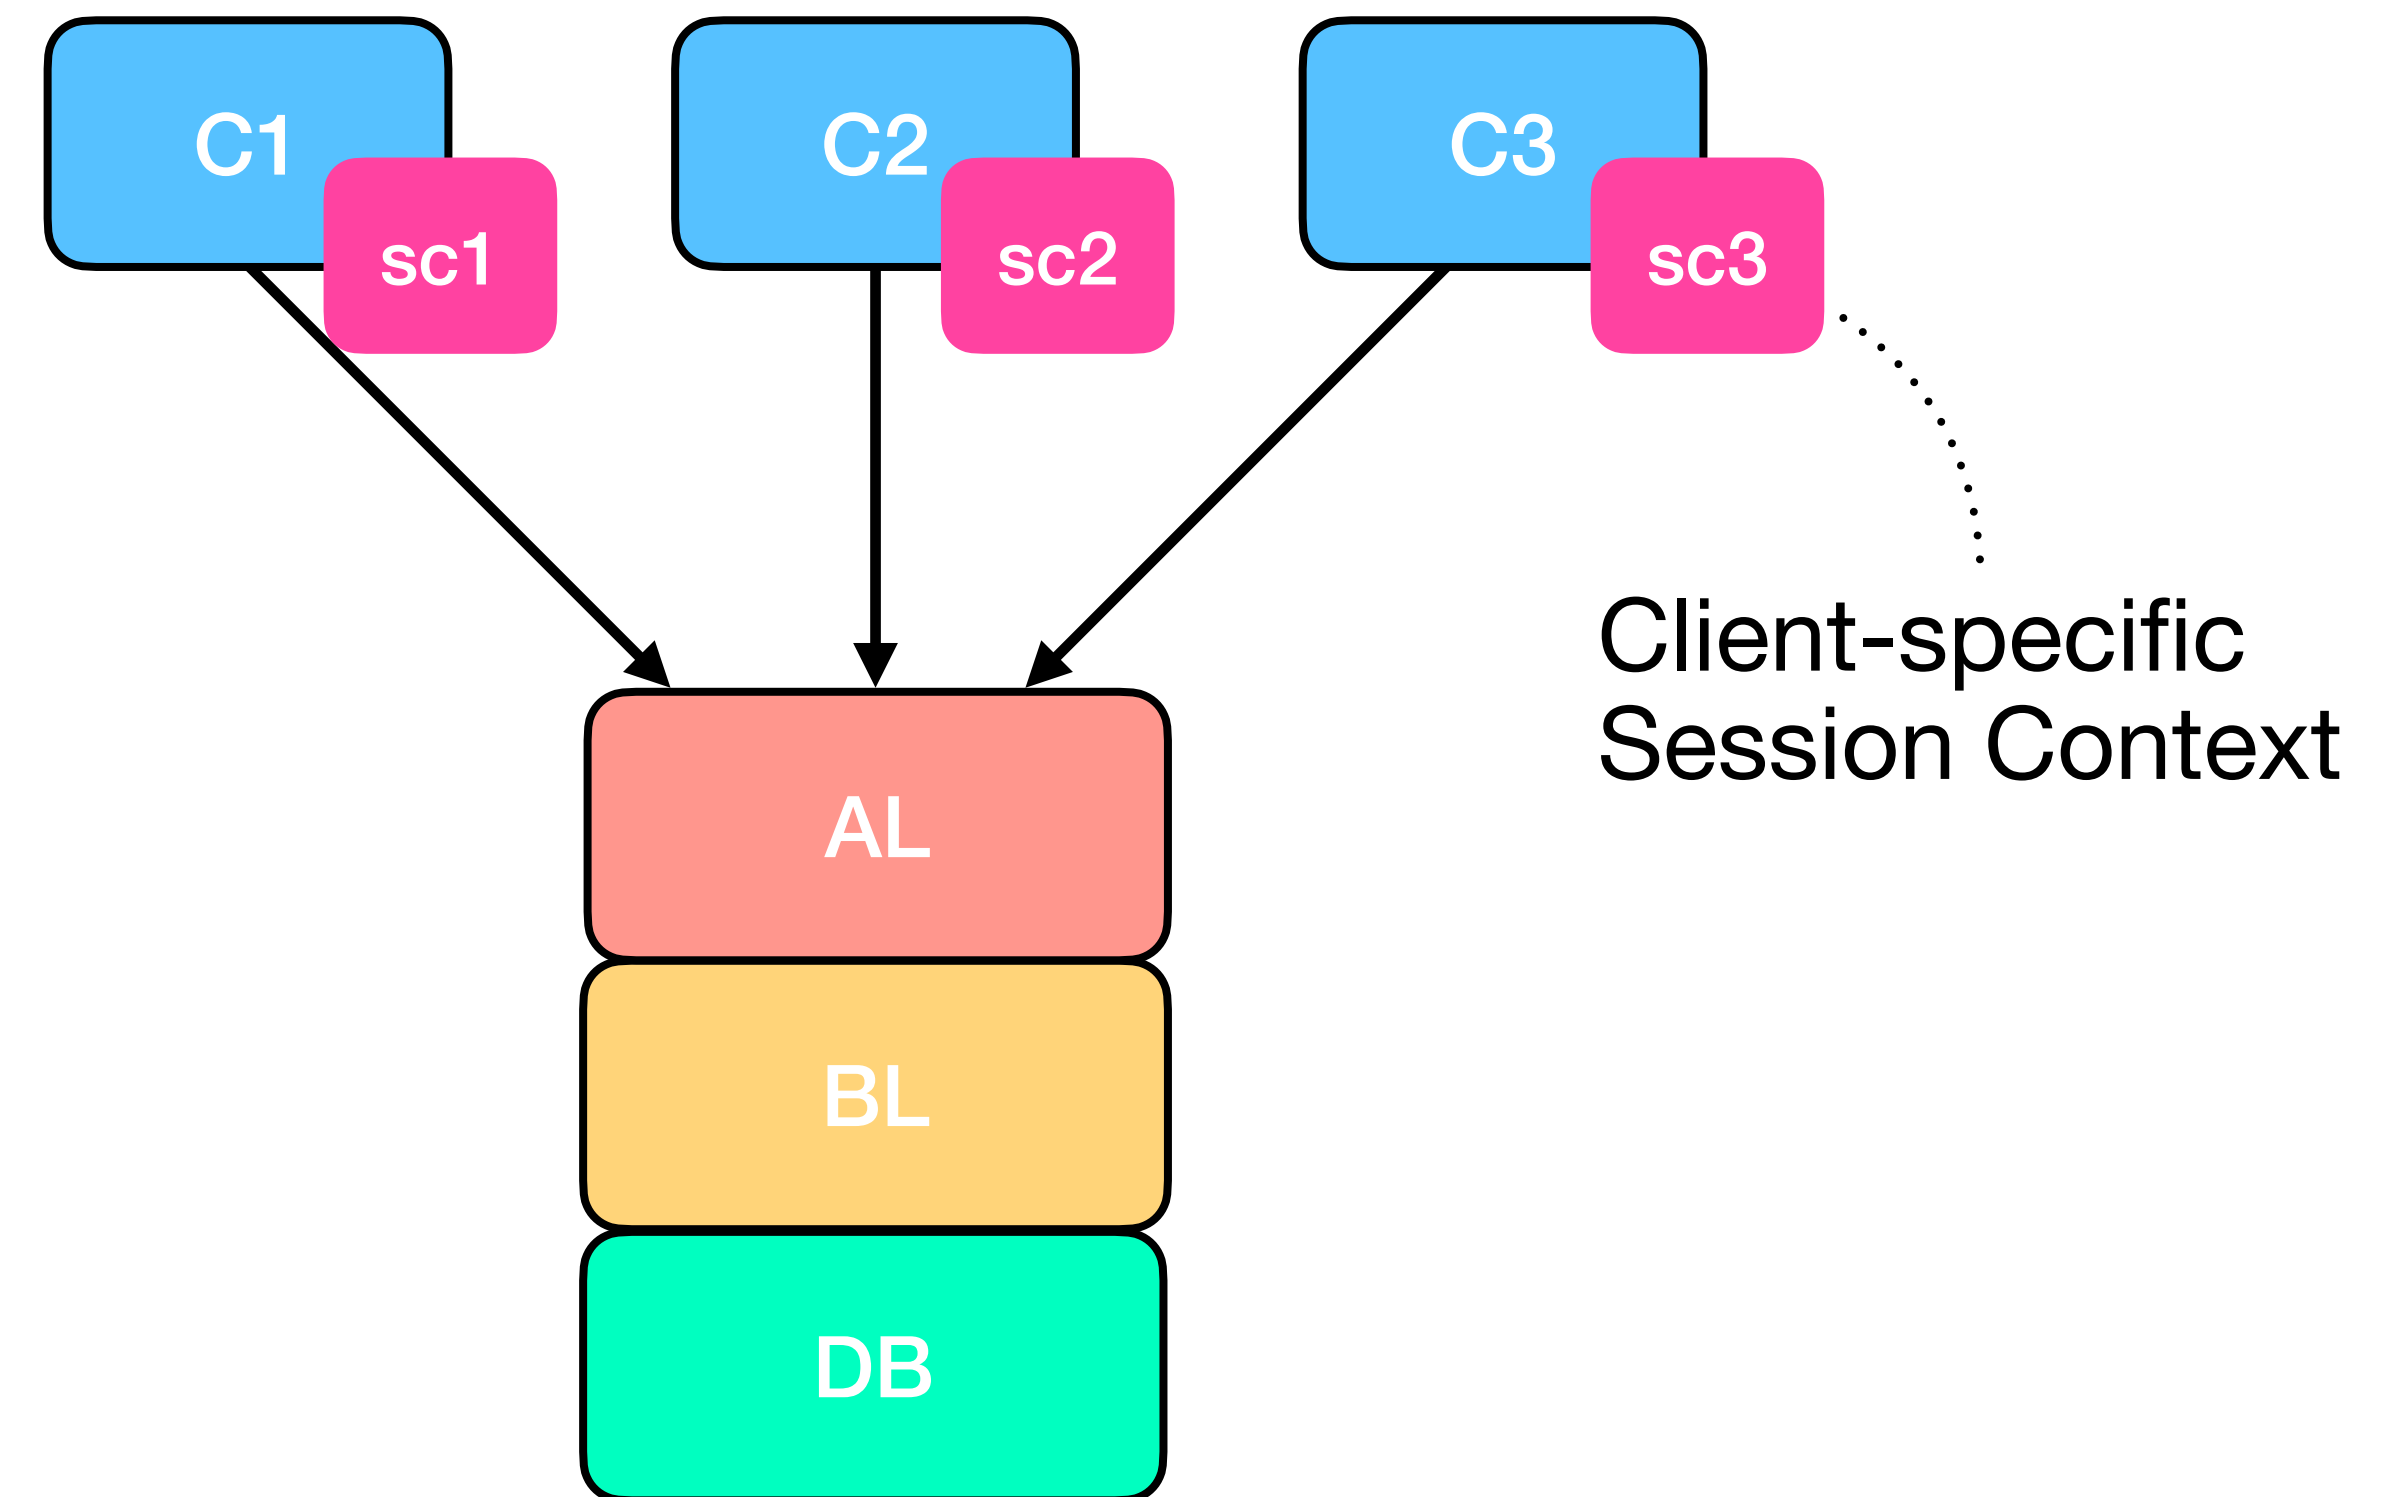 C1
C2
C3
sc1
sc2
sc3
Client-specific
Session Context
AL
BL
DB